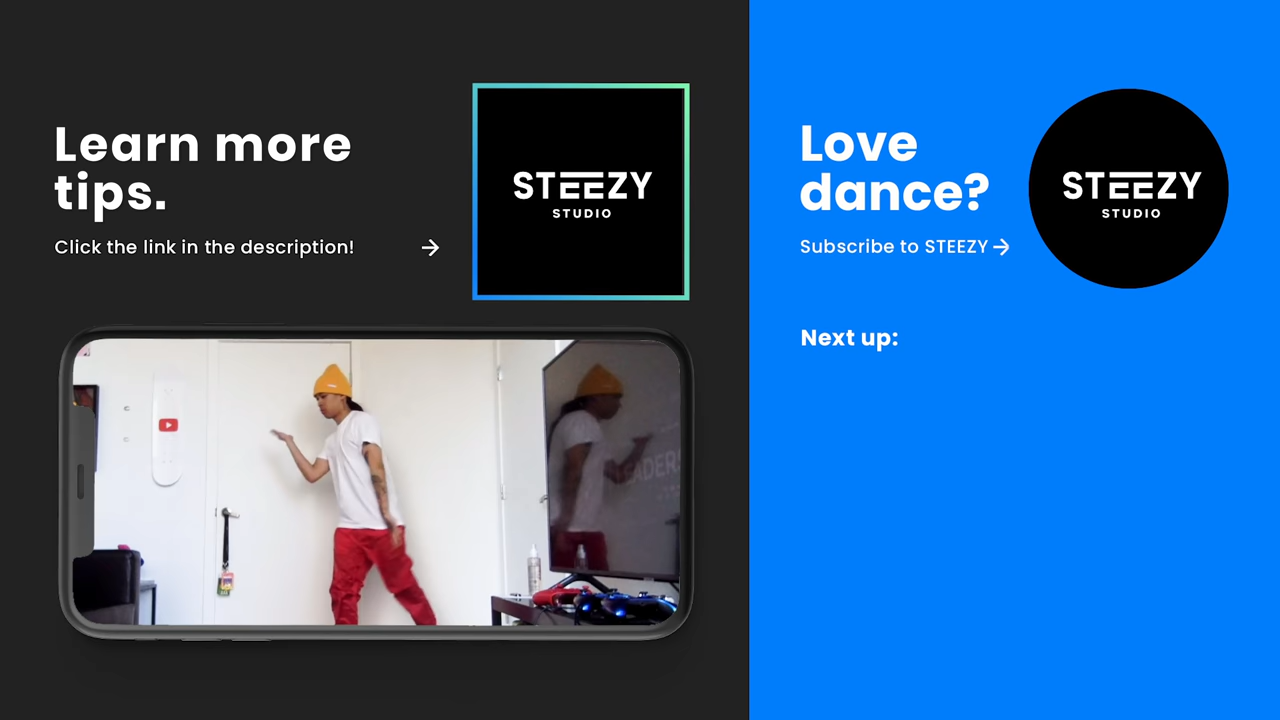 Learn more
tips.
Click the link in the description!
STEEZY
STUDIO
Love
dance?
Subscribe to STEEZY
STEEZY
STUDIO
Next up: